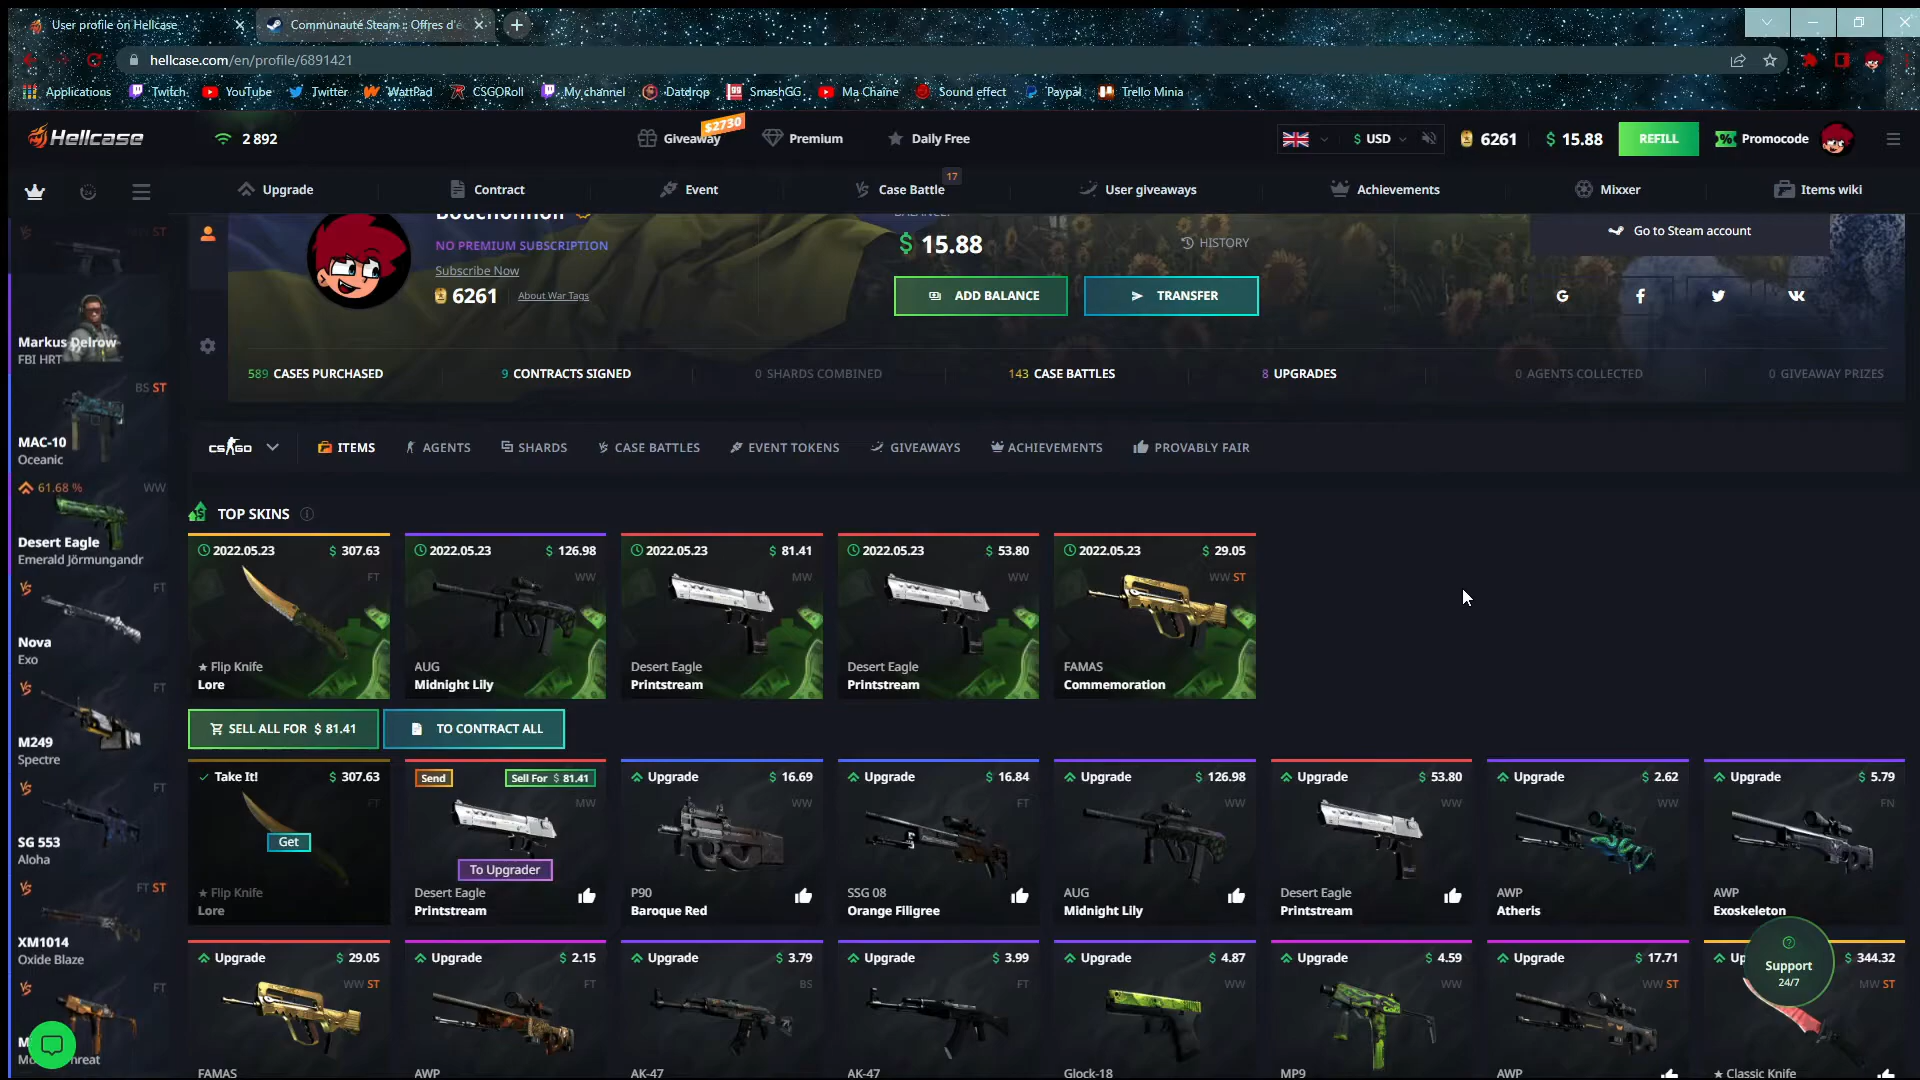 User profile on Hellcase
Communauté Steam :: Offres d'é
hellcase.com/en/profile/6891421
Applications
Twitch
YouTube
Twitter
WattPad
CSGORoll
My channel
Datdrop
SmashGG
Ma Chaîne
Sound effect
Paypal
Trello Minia
Hellcase
2 892
Giveaway
$2730
Premium
Daily Free
$ USD
6261
$ 15.88
REFILL
Promocode
Upgrade
Contract
Event
Case Battle
17
User giveaways
Achievements
Mixxer
Items wiki
NO PREMIUM SUBSCRIPTION
Subscribe Now
6261
About War Tags
$ 15.88
HISTORY
ADD BALANCE
TRANSFER
Go to Steam account
589 CASES PURCHASED
9 CONTRACTS SIGNED
0 SHARDS COMBINED
143 CASE BATTLES
8 UPGRADES
0 AGENTS COLLECTED
0 GIVEAWAY PRIZES
CS:GO
ITEMS
AGENTS
SHARDS
CASE BATTLES
EVENT TOKENS
GIVEAWAYS
ACHIEVEMENTS
PROVABLY FAIR
VS ST
Markus Delrow
FBI HRT
BS ST
MAC-10
Oceanic
61.68 %
WW
Desert Eagle
Emerald Jörmungandr
VS FT
Nova
Exo
VS FT
M249
Spectre
VS FT
SG 553
Aloha
VS FT ST
XM1014
Oxide Blaze
VS FT
TOP SKINS
2022.05.23 $ 307.63
FT
★ Flip Knife
Lore
2022.05.23 $ 126.98
WW
AUG
Midnight Lily
2022.05.23 $ 81.41
MW
Desert Eagle
Printstream
2022.05.23 $ 53.80
WW
Desert Eagle
Printstream
2022.05.23 $ 29.05
WW ST
FAMAS
Commemoration
SELL ALL FOR $ 81.41
TO CONTRACT ALL
Take It! $ 307.63
FT
Get
★ Flip Knife
Lore
Send
Sell For $ 81.41
MW
To Upgrader
Desert Eagle
Printstream
Upgrade $ 16.69
WW
P90
Baroque Red
Upgrade $ 16.84
FT
SSG 08
Orange Filigree
Upgrade $ 126.98
WW
AUG
Midnight Lily
Upgrade $ 53.80
WW
Desert Eagle
Printstream
Upgrade $ 2.62
WW
AWP
Atheris
Upgrade $ 5.79
FN
AWP
Exoskeleton
Upgrade $ 29.05
WW ST
FAMAS
Upgrade $ 2.15
FT
AWP
Upgrade $ 3.79
BS
AK-47
Upgrade $ 3.99
FT
AK-47
Upgrade $ 4.87
WW
Glock-18
Upgrade $ 4.59
WW
MP9
Upgrade $ 17.71
WW ST
AWP
Up $ 344.32
MW ST
★ Classic Knife
Support
24/7